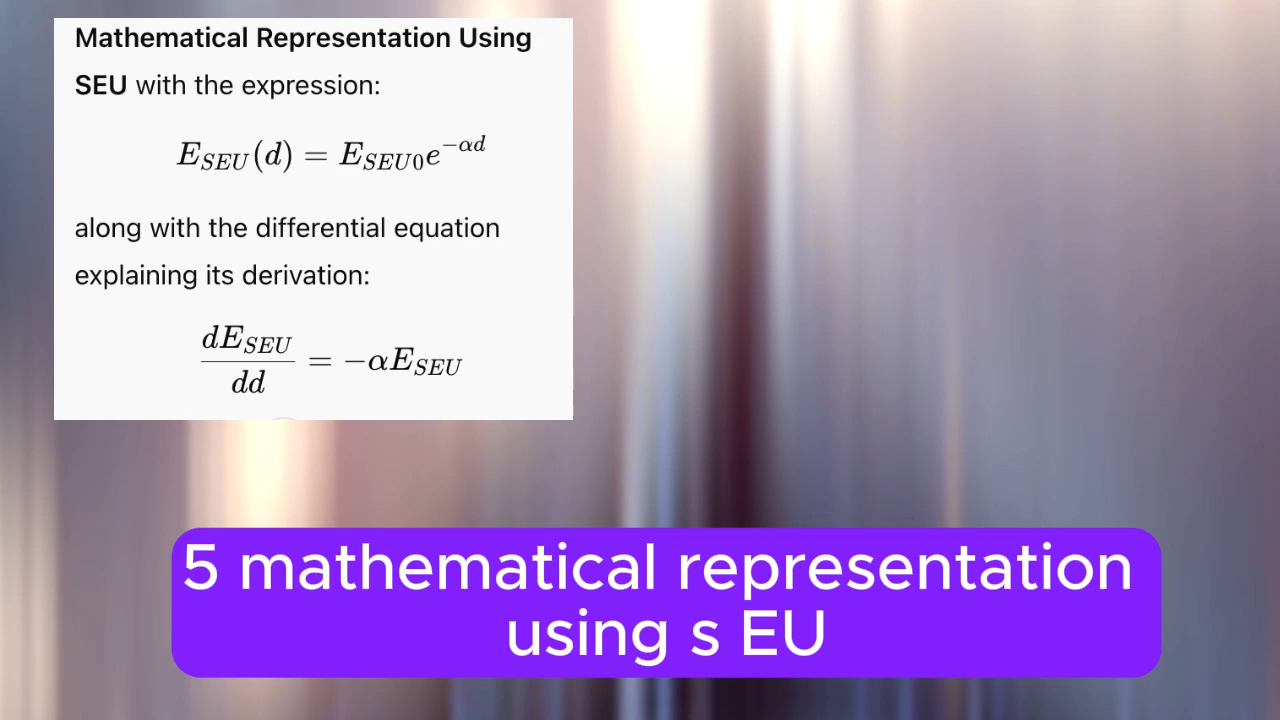 Mathematical Representation Using
SEU with the expression:
E_{SEU}(d) = E_{SEU0}e^{-αd}
along with the differential equation
explaining its derivation:
\frac{dE_{SEU}}{dd} = -αE_{SEU}
5 mathematical representation
using s EU